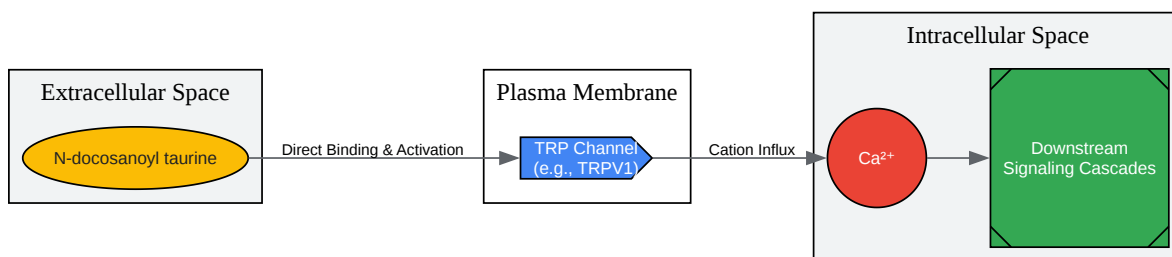 Extracellular Space
N-docosanoyl taurine
Direct Binding & Activation
Plasma Membrane
TRP Channel
(e.g., TRPV1)
Cation Influx
Intracellular Space
Ca²⁺
Downstream
Signaling Cascades